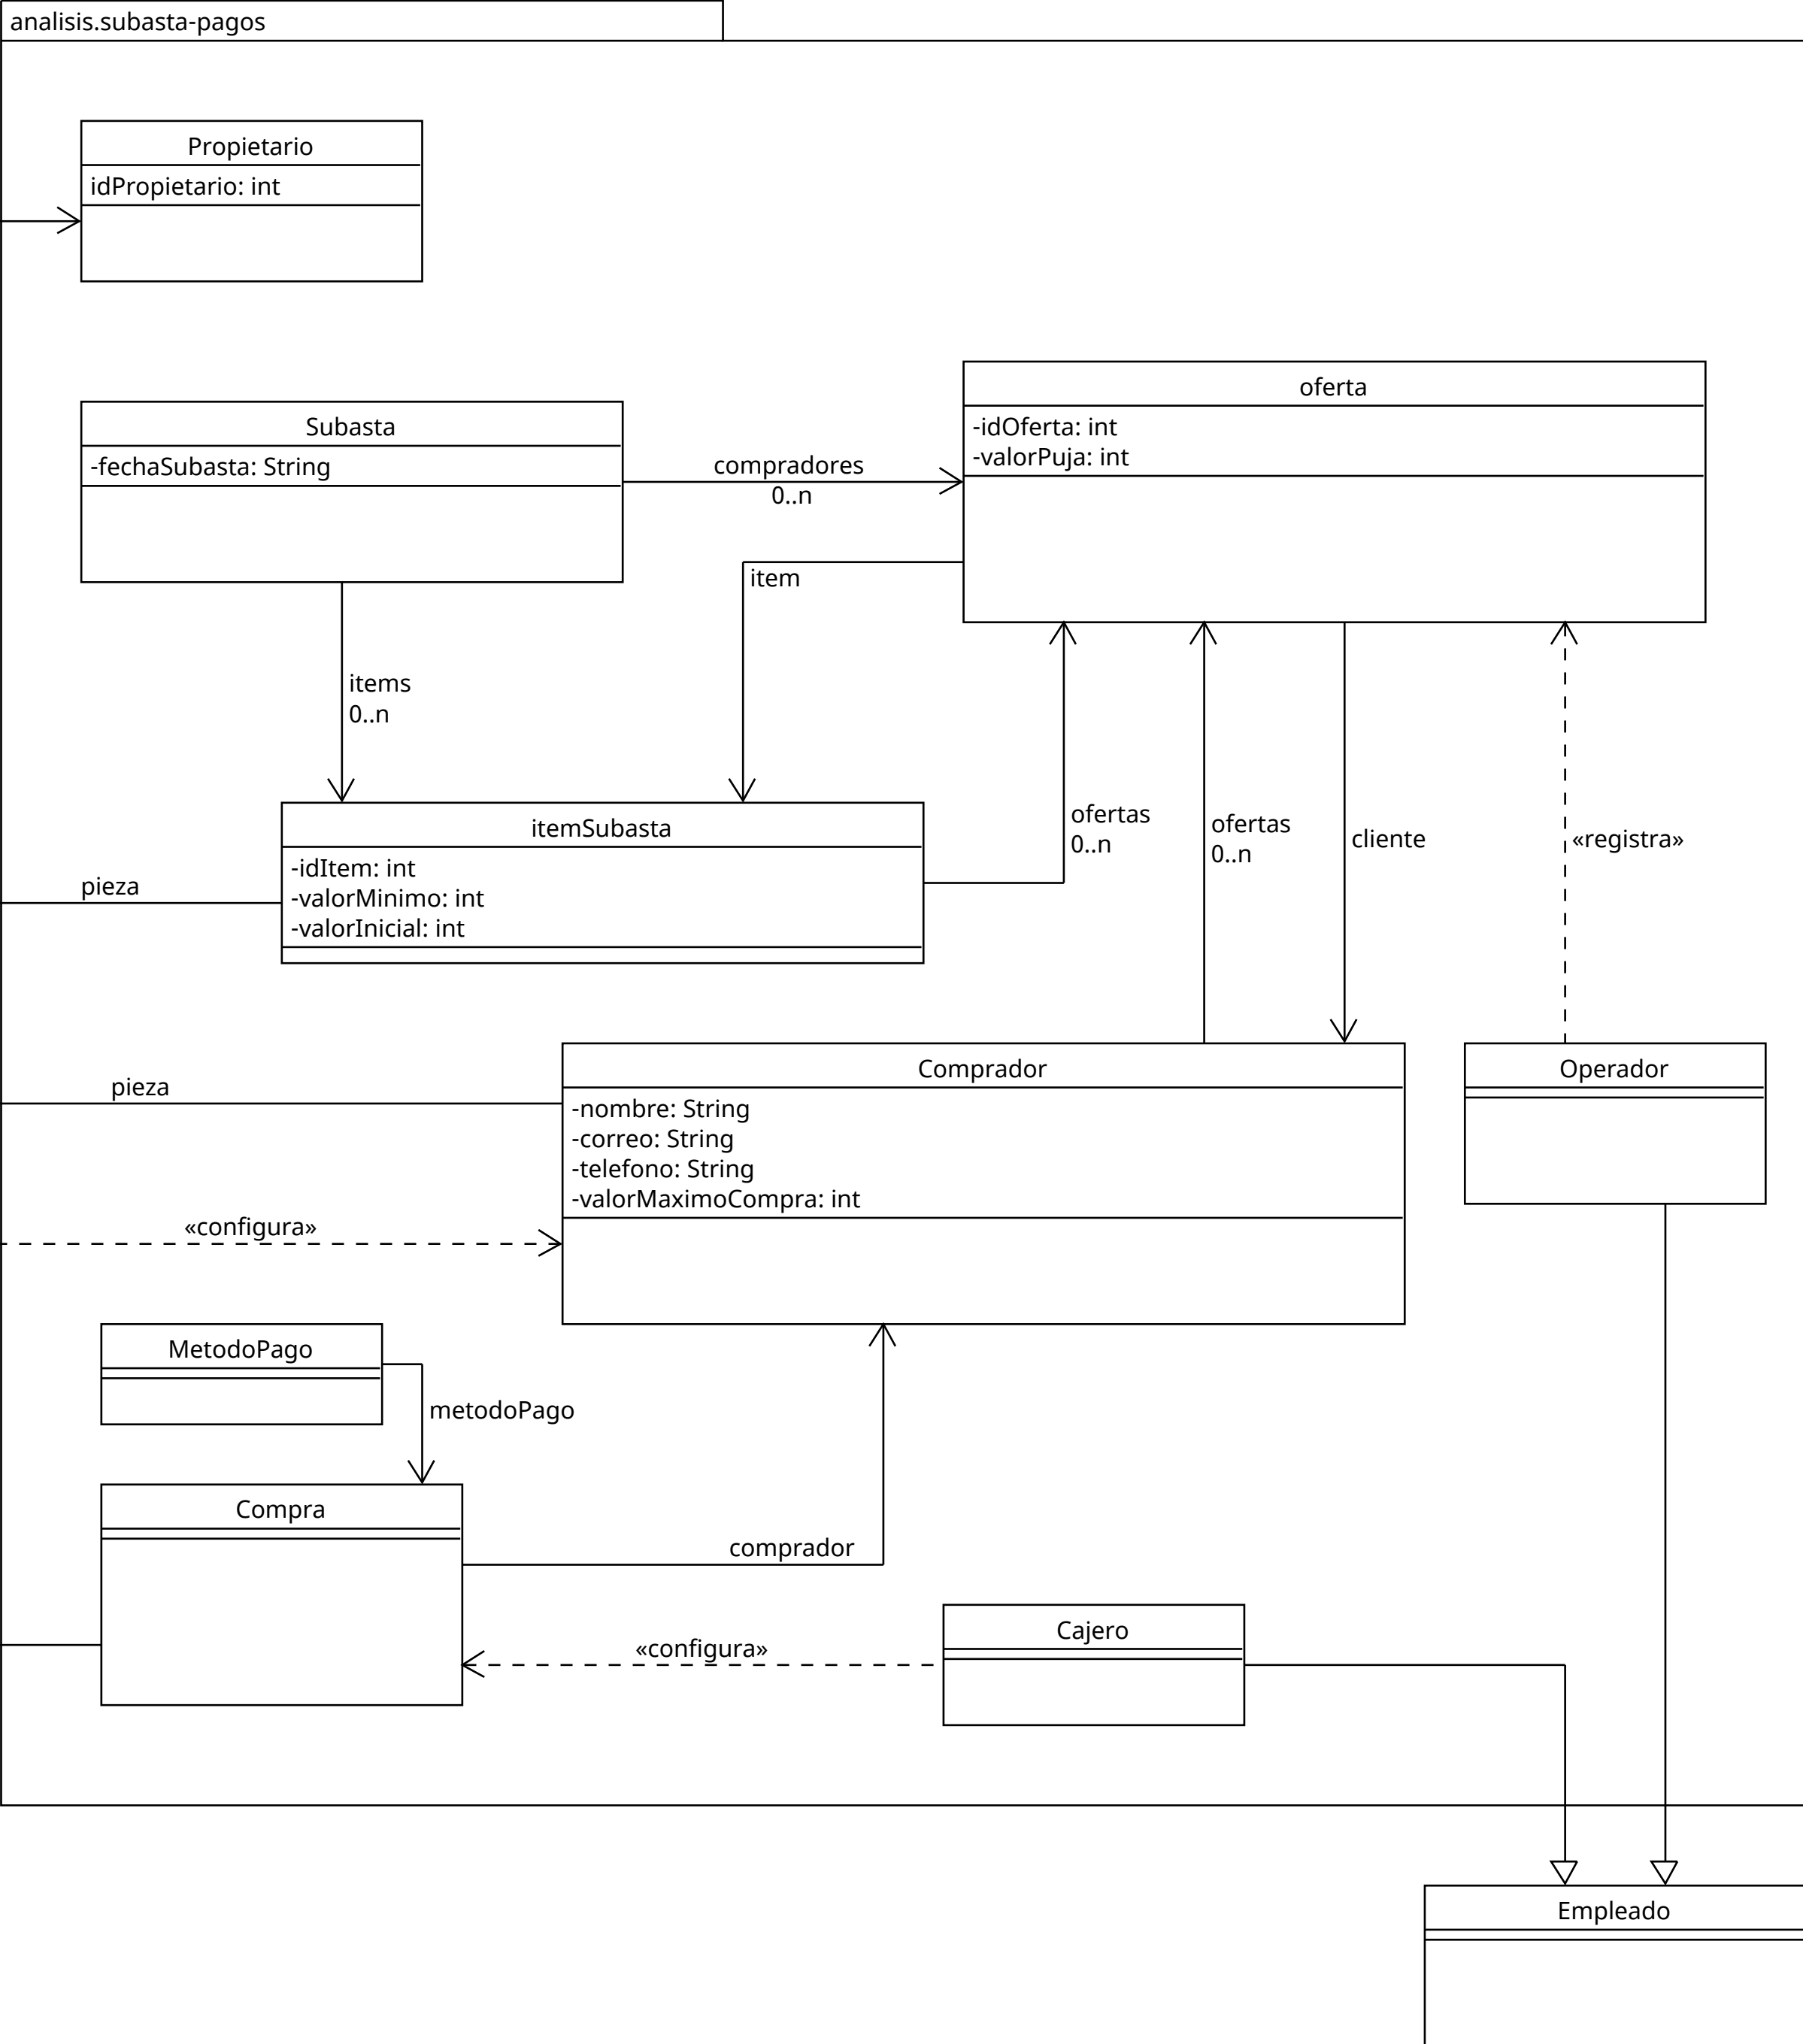 analisis.subasta-pagos
Propietario
idPropietario: int
Subasta
-fechaSubasta: String
compradores
0..n
oferta
-idOferta: int
-valorPuja: int
item
items
0..n
itemSubasta
-idItem: int
-valorMinimo: int
-valorInicial: int
pieza
ofertas
0..n
ofertas
0..n
cliente
«registra»
pieza
Comprador
-nombre: String
-correo: String
-telefono: String
-valorMaximoCompra: int
Operador
«configura»
MetodoPago
metodoPago
Compra
comprador
«configura»
Cajero
Empleado